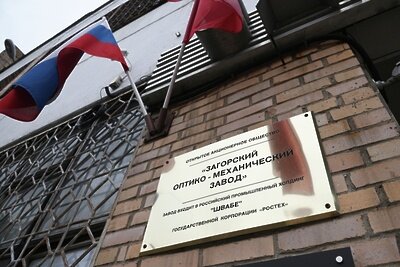 ОТКРЫТОЕ АКЦИОНЕРНОЕ ОБЩЕСТВО
«ЗАГОРСКИЙ
ОПТИКО - МЕХАНИЧЕСКИЙ
ЗАВОД»
ЗАВОД ВХОДИТ В РОССИЙСКИЙ ПРОМЫШЛЕННЫЙ ХОЛДИНГ
"ШВАБЕ"
ГОСУДАРСТВЕННОЙ КОРПОРАЦИИ «РОСТЕХ»